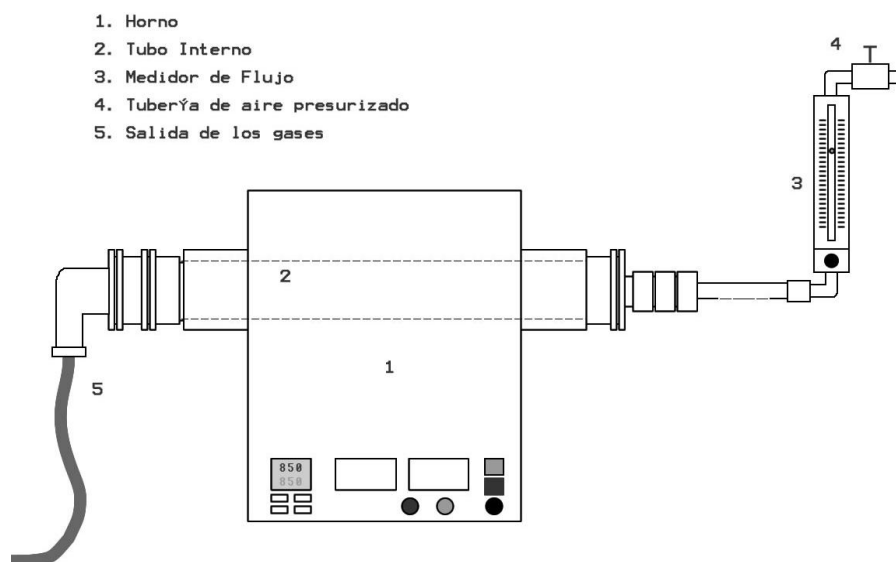 1. Horno
2. Tubo Interno
3. Medidor de Flujo
4. TuberÝa de aire presurizado
5. Salida de los gases
4
3
2
1
5
850
850